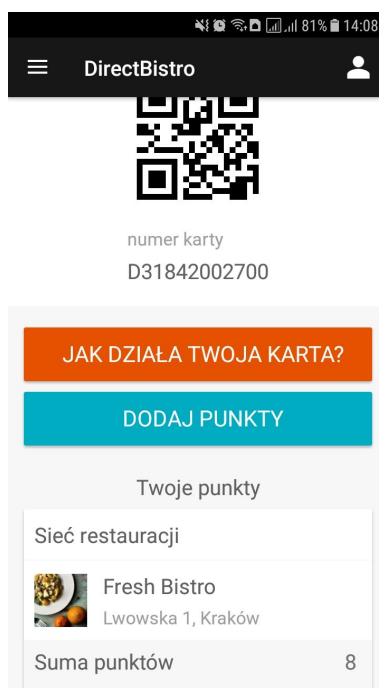 81% 14:08
DirectBistro
numer karty
D31842002700
JAK DZIAŁA TWOJA KARTA?
DODAJ PUNKTY
Twoje punkty
Sieć restauracji
Fresh Bistro
Lwowska 1, Kraków
Suma punktów 8